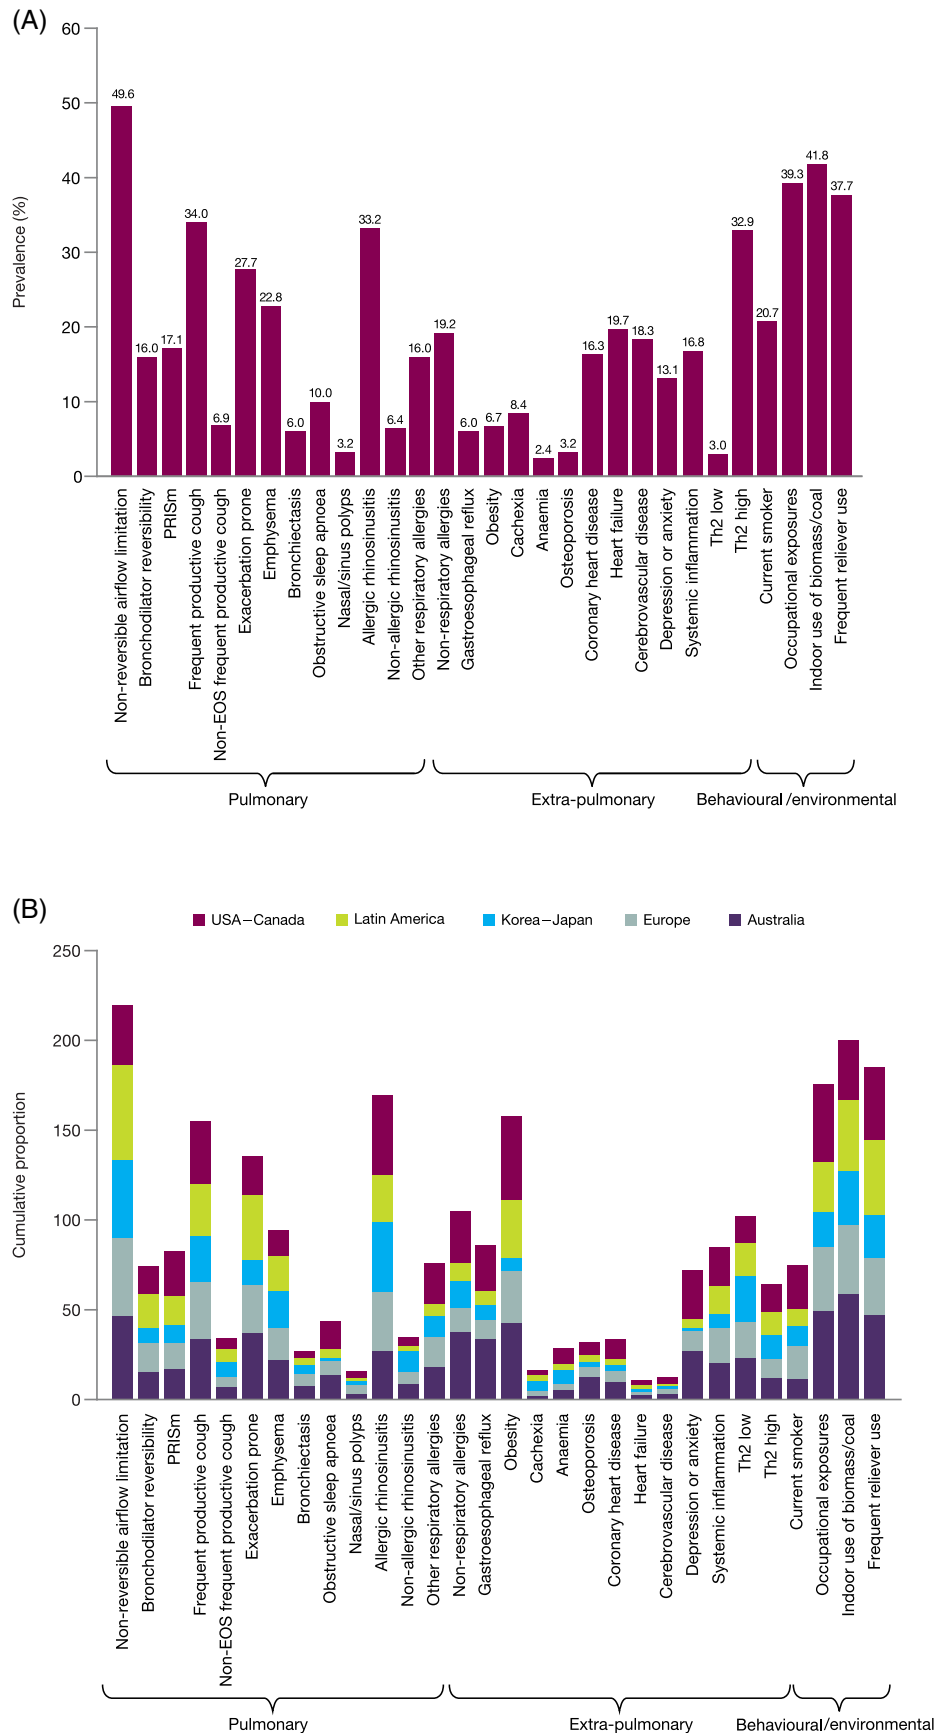 (A)
Prevalence (%)
60
50
40
30
20
10
0
49.6
16.0
17.1
34.0
6.9
27.7
22.8
6.0
10.0
3.2
33.2
6.4
16.0
19.2
6.0
6.7
8.4
2.4
3.2
16.3
19.7
18.3
13.1
16.8
3.0
32.9
20.7
39.3
41.8
37.7
Non-reversible airflow limitation
Bronchodilator reversibility
PRISm
Frequent productive cough
Non-EOS frequent productive cough
Exacerbation prone
Emphysema
Bronchiectasis
Obstructive sleep apnoea
Nasal/sinus polyps
Allergic rhinosinusitis
Non-allergic rhinosinusitis
Other respiratory allergies
Non-respiratory allergies
Gastroesophageal reflux
Obesity
Cachexia
Anaemia
Osteoporosis
Coronary heart disease
Heart failure
Cerebrovascular disease
Depression or anxiety
Systemic inflammation
Th2 low
Th2 high
Current smoker
Occupational exposures
Indoor use of biomass/coal
Frequent reliever use
Pulmonary
Extra-pulmonary
Behavioural/environmental
(B)
USA–Canada
Latin America
Korea–Japan
Europe
Australia
Cumulative proportion
250
200
150
100
50
0
Non-reversible airflow limitation
Bronchodilator reversibility
PRISm
Frequent productive cough
Non-EOS frequent productive cough
Exacerbation prone
Emphysema
Bronchiectasis
Obstructive sleep apnoea
Nasal/sinus polyps
Allergic rhinosinusitis
Non-allergic rhinosinusitis
Other respiratory allergies
Non-respiratory allergies
Gastroesophageal reflux
Obesity
Cachexia
Anaemia
Osteoporosis
Coronary heart disease
Heart failure
Cerebrovascular disease
Depression or anxiety
Systemic inflammation
Th2 low
Th2 high
Current smoker
Occupational exposures
Indoor use of biomass/coal
Frequent reliever use
Pulmonary
Extra-pulmonary
Behavioural/environmental